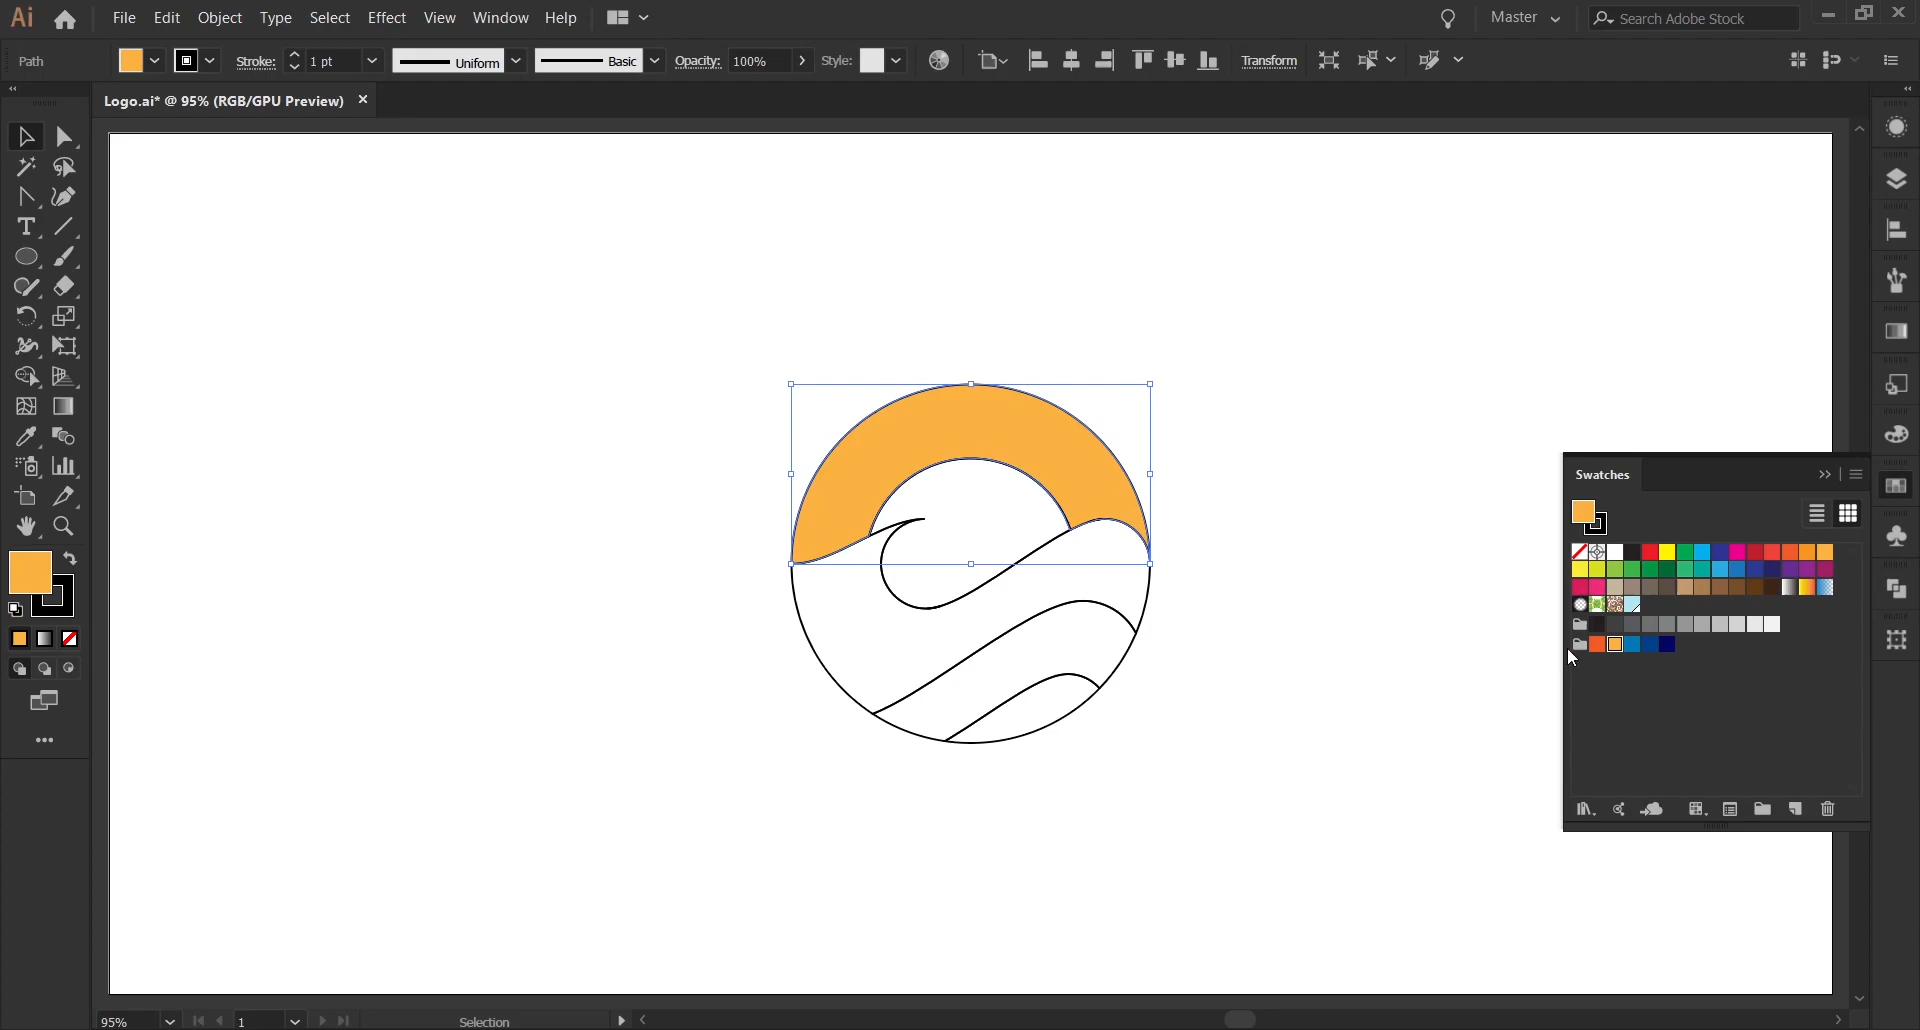 Ai File Edit Object Type Select Effect View Window Help Master Search Adobe Stock
Path Stroke: 1 pt Uniform Basic Opacity: 100% Style: Transform
Logo.ai* @ 95% (RGB/GPU Preview)
Swatches
95% 1 Selection